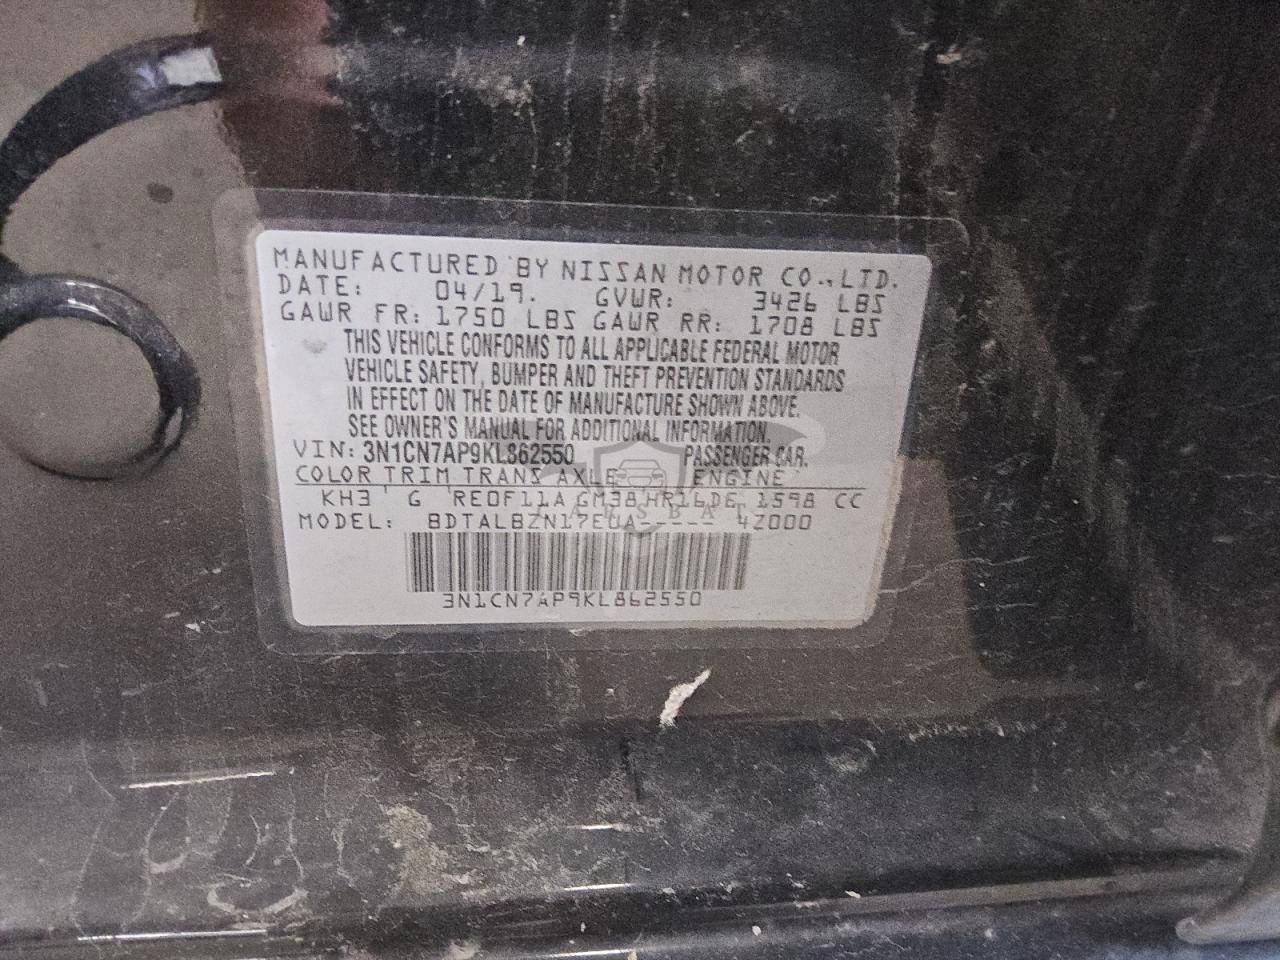 MANUFACTURED BY NISSAN MOTOR CO.,LTD.
DATE: 04/19. GVWR: 3426 LBS
GAWR FR: 1750 LBS GAWR RR: 1708 LBS
THIS VEHICLE CONFORMS TO ALL APPLICABLE FEDERAL MOTOR
VEHICLE SAFETY, BUMPER AND THEFT PREVENTION STANDARDS
IN EFFECT ON THE DATE OF MANUFACTURE SHOWN ABOVE.
SEE OWNER'S MANUAL FOR ADDITIONAL INFORMATION.
VIN: 3N1CN7AP9KL862550 PASSENGER CAR.
COLOR TRIM TRANS AXLE ENGINE
KH3 G RE0F11A GM38 HR16DE 1598 CC
MODEL: BDTALBZN17EUA----- 4Z000
3N1CN7AP9KL862550